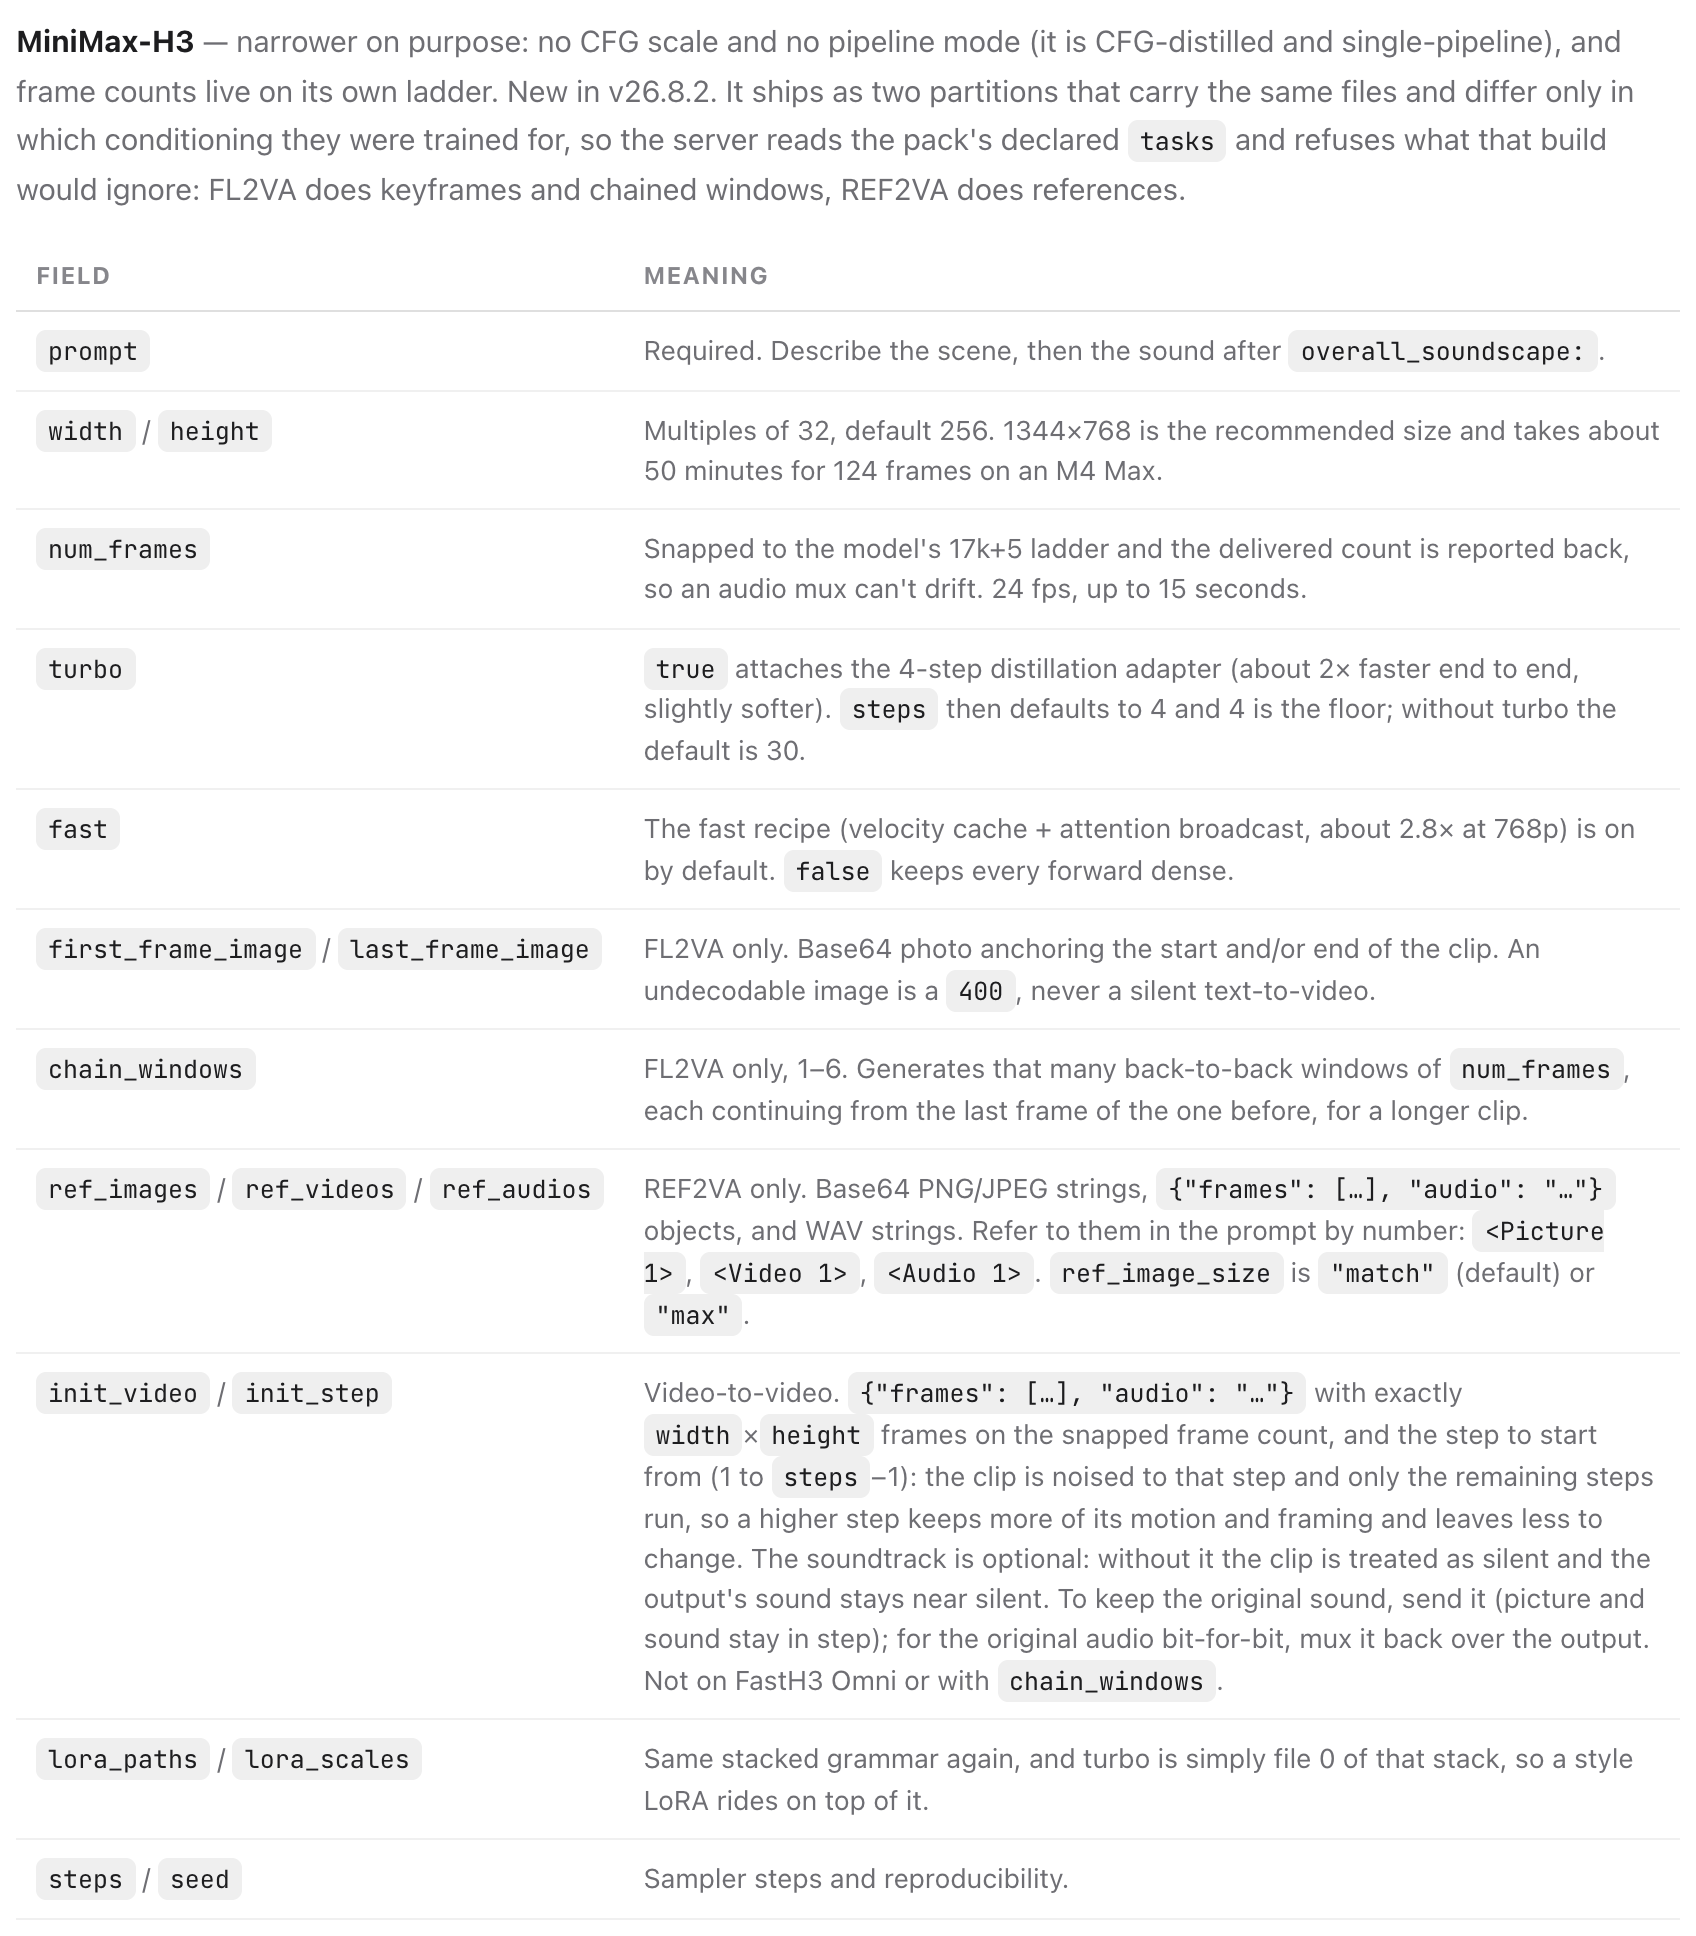 MiniMax-H3 — narrower on purpose: no CFG scale and no pipeline mode (it is CFG-distilled and single-pipeline), and
frame counts live on its own ladder. New in v26.8.2. It ships as two partitions that carry the same files and differ only in
which conditioning they were trained for, so the server reads the pack's declared tasks and refuses what that build
would ignore: FL2VA does keyframes and chained windows, REF2VA does references.
FIELD MEANING
prompt Required. Describe the scene, then the sound after overall_soundscape: .
width / height Multiples of 32, default 256. 1344×768 is the recommended size and takes about
50 minutes for 124 frames on an M4 Max.
num_frames Snapped to the model's 17k+5 ladder and the delivered count is reported back,
so an audio mux can't drift. 24 fps, up to 15 seconds.
turbo true attaches the 4-step distillation adapter (about 2× faster end to end,
slightly softer). steps then defaults to 4 and 4 is the floor; without turbo the
default is 30.
fast The fast recipe (velocity cache + attention broadcast, about 2.8× at 768p) is on
by default. false keeps every forward dense.
first_frame_image / last_frame_image FL2VA only. Base64 photo anchoring the start and/or end of the clip. An
undecodable image is a 400 , never a silent text-to-video.
chain_windows FL2VA only, 1–6. Generates that many back-to-back windows of num_frames ,
each continuing from the last frame of the one before, for a longer clip.
ref_images / ref_videos / ref_audios REF2VA only. Base64 PNG/JPEG strings, {"frames": […], "audio": "…"}
objects, and WAV strings. Refer to them in the prompt by number: <Picture
1> , <Video 1> , <Audio 1> . ref_image_size is "match" (default) or
"max" .
init_video / init_step Video-to-video. {"frames": […], "audio": "…"} with exactly
width × height frames on the snapped frame count, and the step to start
from (1 to steps –1): the clip is noised to that step and only the remaining steps
run, so a higher step keeps more of its motion and framing and leaves less to
change. The soundtrack is optional: without it the clip is treated as silent and the
output's sound stays near silent. To keep the original sound, send it (picture and
sound stay in step); for the original audio bit-for-bit, mux it back over the output.
Not on FastH3 Omni or with chain_windows .
lora_paths / lora_scales Same stacked grammar again, and turbo is simply file 0 of that stack, so a style
LoRA rides on top of it.
steps / seed Sampler steps and reproducibility.